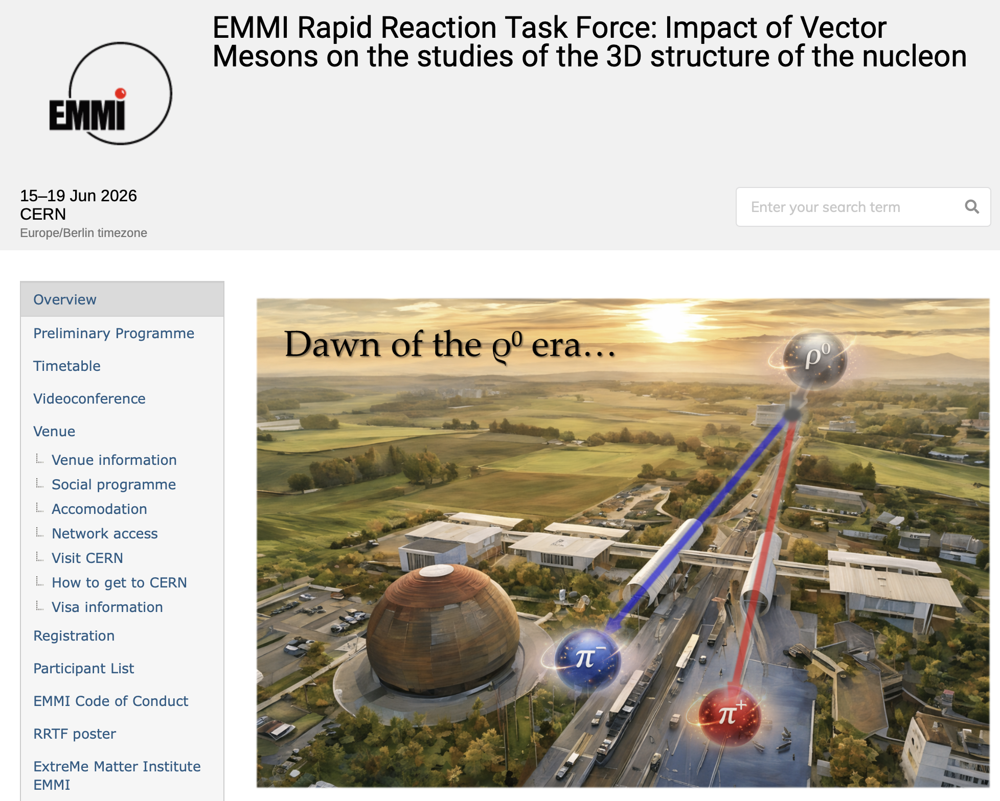 EMMI Rapid Reaction Task Force: Impact of Vector
Mesons on the studies of the 3D structure of the nucleon
EMMi
15–19 Jun 2026
CERN
Europe/Berlin timezone
Enter your search term
Overview
Preliminary Programme
Timetable
Videoconference
Venue
Venue information
Social programme
Accomodation
Network access
Visit CERN
How to get to CERN
Visa information
Registration
Participant List
EMMI Code of Conduct
RRTF poster
ExtreMe Matter Institute
EMMI
Dawn of the ρ⁰ era...
ρ⁰
π⁻
π⁺